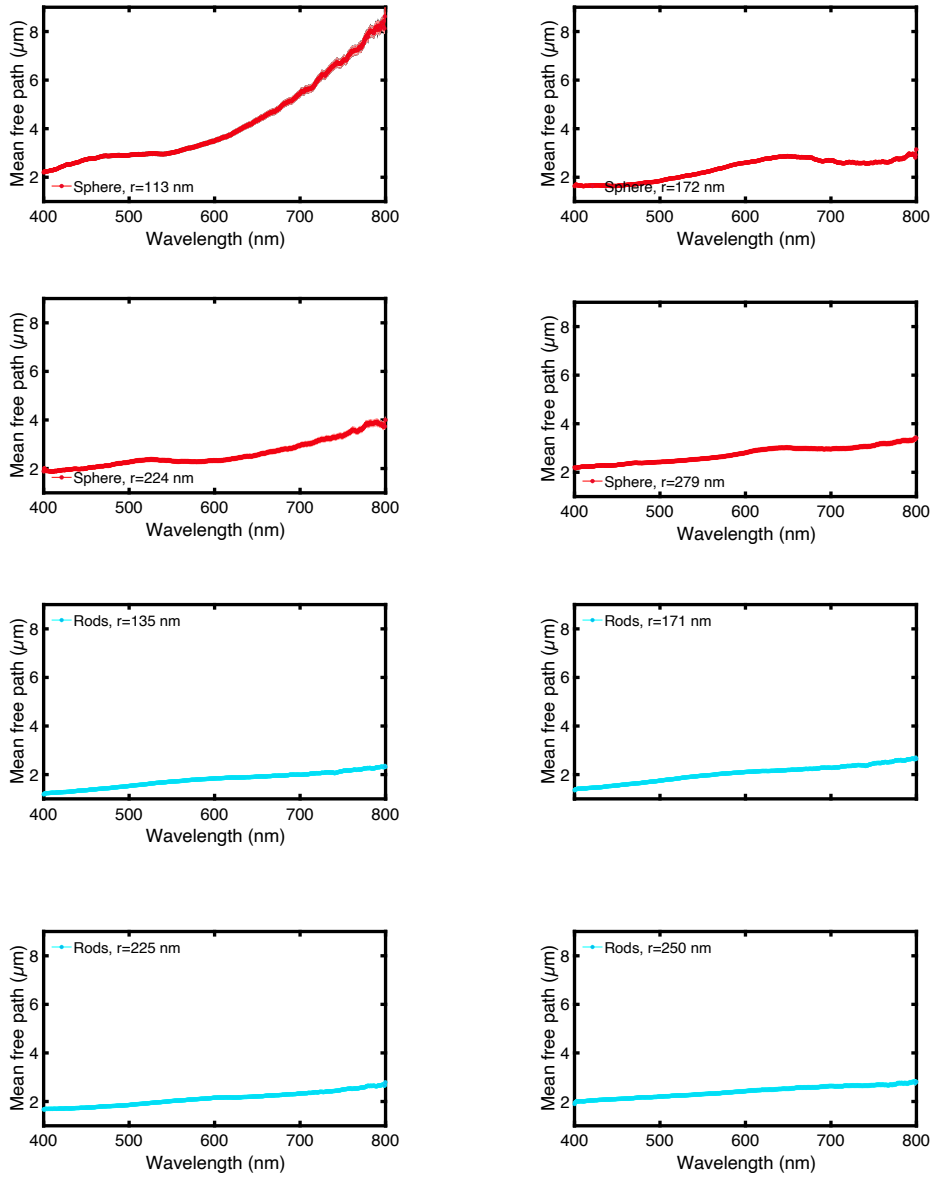 Mean free path (µm)
8
6
4
2
Sphere, r=113 nm
400 500 600 700 800
Wavelength (nm)
Mean free path (µm)
8
6
4
2
Sphere, r=172 nm
400 500 600 700 800
Wavelength (nm)
Mean free path (µm)
8
6
4
2
Sphere, r=224 nm
400 500 600 700 800
Wavelength (nm)
Mean free path (µm)
8
6
4
2
Sphere, r=279 nm
400 500 600 700 800
Wavelength (nm)
Mean free path (µm)
Rods, r=135 nm
8
6
4
2
400 500 600 700 800
Wavelength (nm)
Mean free path (µm)
Rods, r=171 nm
8
6
4
2
400 500 600 700 800
Wavelength (nm)
Mean free path (µm)
Rods, r=225 nm
8
6
4
2
400 500 600 700 800
Wavelength (nm)
Mean free path (µm)
Rods, r=250 nm
8
6
4
2
400 500 600 700 800
Wavelength (nm)